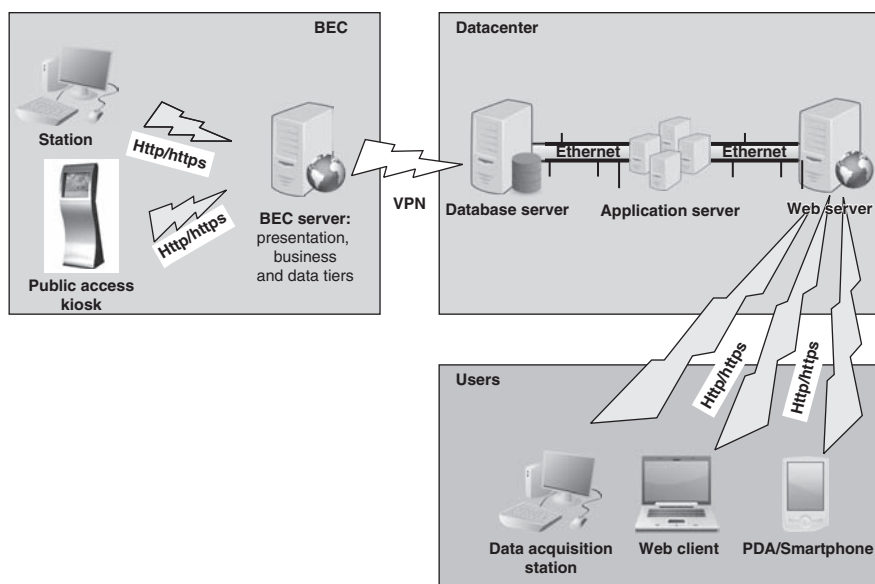 BEC
Station
Http/https
Http/https
Public access
kiosk
BEC server:
presentation,
business
and data tiers
VPN
Datacenter
Ethernet
Ethernet
Database server
Application server
Web server
Http/https
Http/https
Users
Data acquisition
station
Web client
PDA/Smartphone